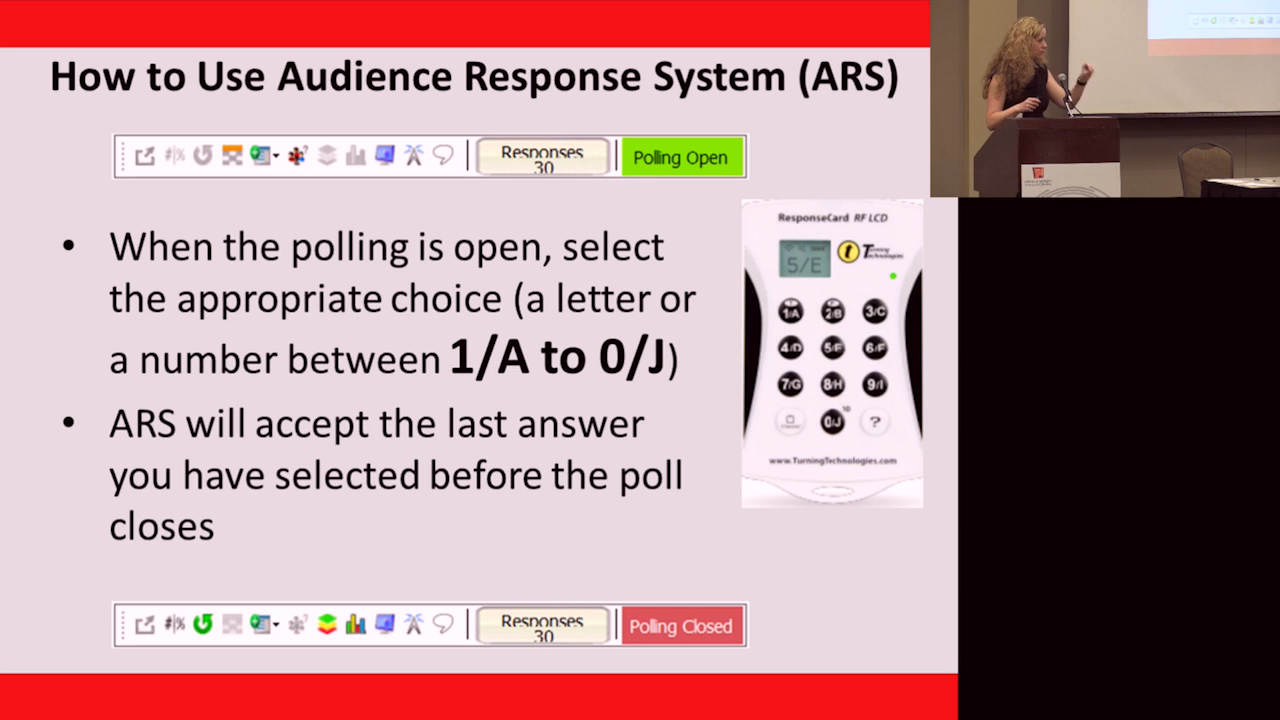 How to Use Audience Response System (ARS)
Responses
30
Polling Open
• When the polling is open, select
the appropriate choice (a letter or
a number between 1/A to 0/J)
• ARS will accept the last answer
you have selected before the poll
closes
ResponseCard RF LCD
5/E
Turning
Technologies
1/A 2/B 3/C
4/D 5/E 6/F
7/G 8/H 9/I
10
0/J ?
www.TurningTechnologies.com
Responses
30
Polling Closed